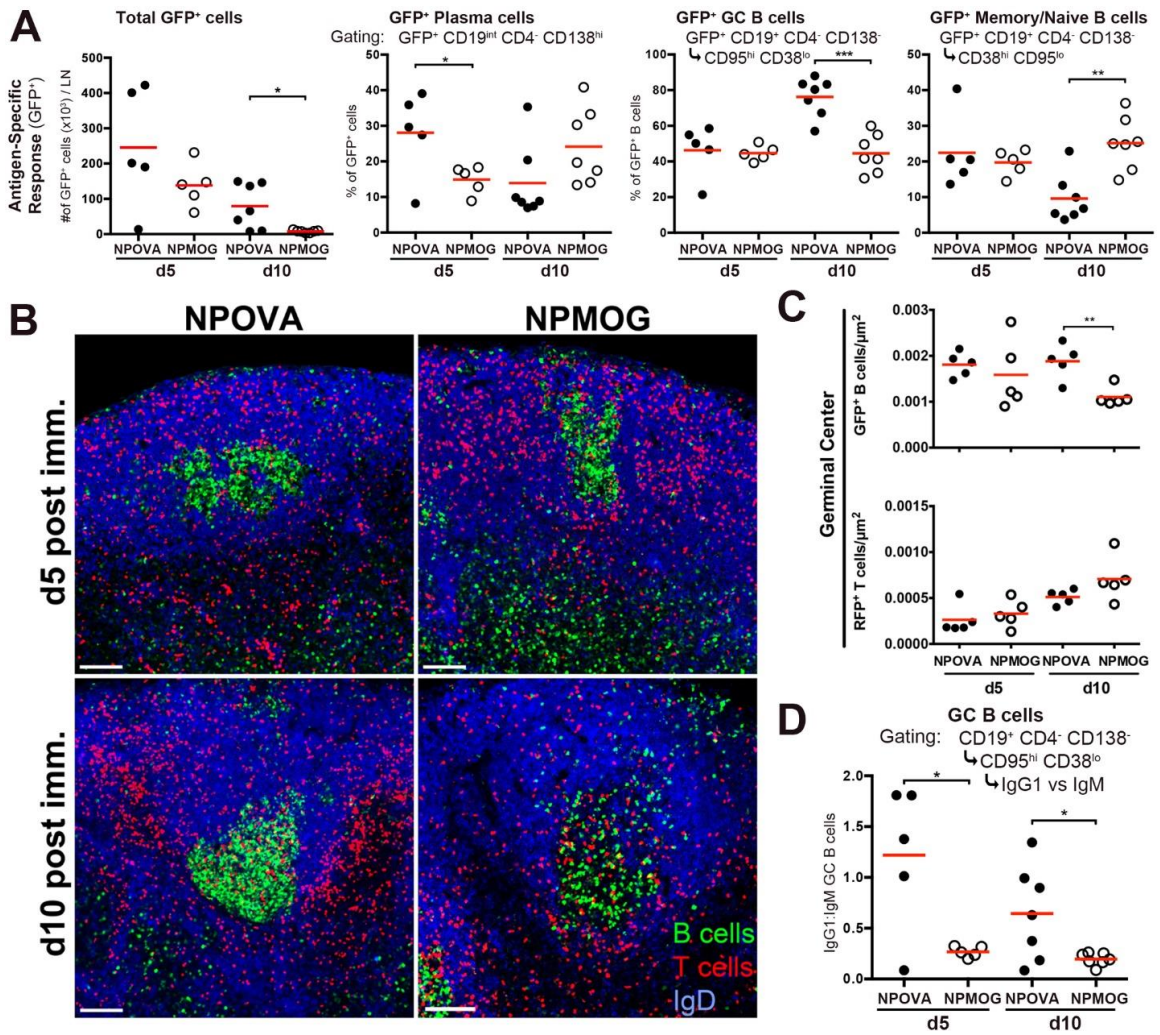 A
Total GFP⁺ cells
Antigen-Specific
Response (GFP⁺)
#of GFP⁺ cells (x10³) / LN
500
400
300
200
100
0
*
NPOVA NPMOG NPOVA NPMOG
d5 d10
GFP⁺ Plasma cells
Gating: GFP⁺ CD19ⁱⁿᵗ CD4⁻ CD138ʰⁱ
% of GFP⁺ cells
50
40
30
20
10
0
*
NPOVA NPMOG NPOVA NPMOG
d5 d10
GFP⁺ GC B cells
GFP⁺ CD19⁺ CD4⁻ CD138⁻
↳CD95ʰⁱ CD38ˡᵒ
% of GFP⁺ B cells
100
80
60
40
20
0
***
NPOVA NPMOG NPOVA NPMOG
d5 d10
GFP⁺ Memory/Naive B cells
GFP⁺ CD19⁺ CD4⁻ CD138⁻
↳CD38ʰⁱ CD95ˡᵒ
50
40
30
20
10
0
**
NPOVA NPMOG NPOVA NPMOG
d5 d10
B
NPOVA NPMOG
d5 post imm.
d10 post imm.
B cells
T cells
IgD
C
Germinal Center
GFP⁺ B cells/µm²
0.003
0.002
0.001
0.000
**
RFP⁺ T cells/µm²
0.0015
0.0010
0.0005
0.0000
NPOVA NPMOG NPOVA NPMOG
d5 d10
D
GC B cells
Gating: CD19⁺ CD4⁻ CD138⁻
↳CD95ʰⁱ CD38ˡᵒ
↳IgG1 vs IgM
IgG1:IgM GC B cells
2.0
1.5
1.0
0.5
0.0
*
*
NPOVA NPMOG NPOVA NPMOG
d5 d10